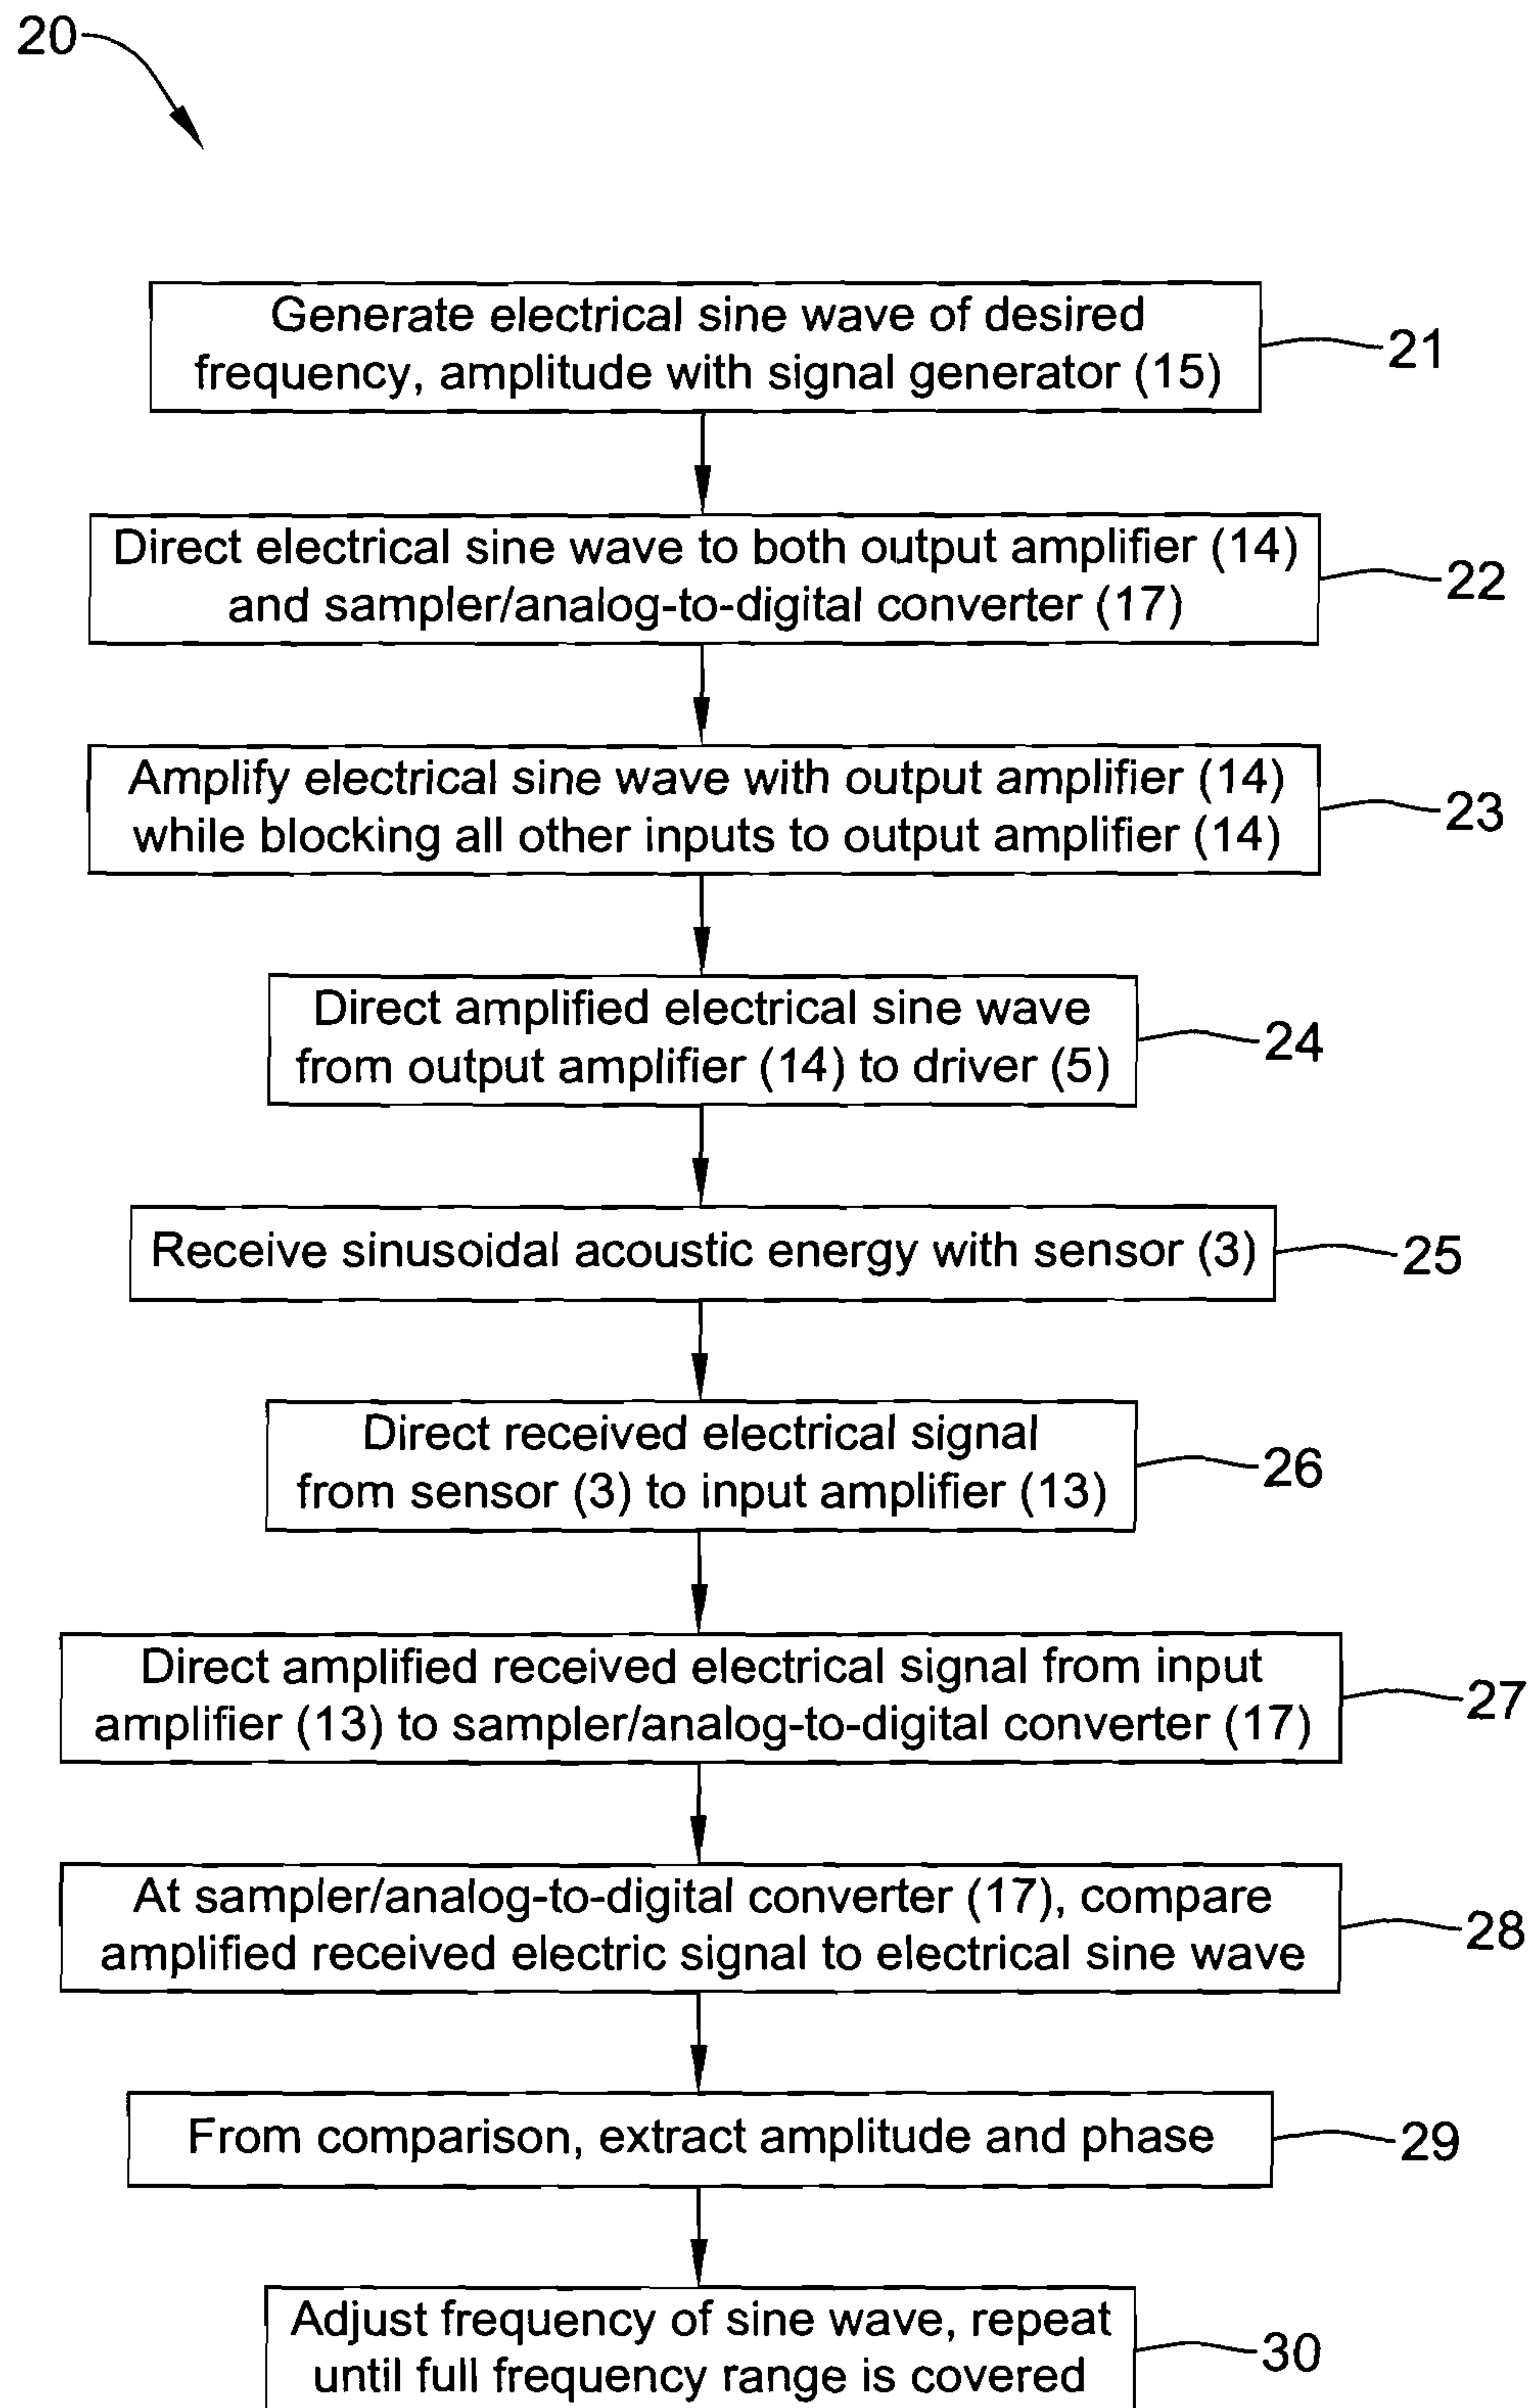 20
Generate electrical sine wave of desired
frequency, amplitude with signal generator (15)
21
Direct electrical sine wave to both output amplifier (14)
and sampler/analog-to-digital converter (17)
22
Amplify electrical sine wave with output amplifier (14)
while blocking all other inputs to output amplifier (14)
23
Direct amplified electrical sine wave
from output amplifier (14) to driver (5)
24
Receive sinusoidal acoustic energy with sensor (3)
25
Direct received electrical signal
from sensor (3) to input amplifier (13)
26
Direct amplified received electrical signal from input
amplifier (13) to sampler/analog-to-digital converter (17)
27
At sampler/analog-to-digital converter (17), compare
amplified received electric signal to electrical sine wave
28
From comparison, extract amplitude and phase
29
Adjust frequency of sine wave, repeat
until full frequency range is covered
30